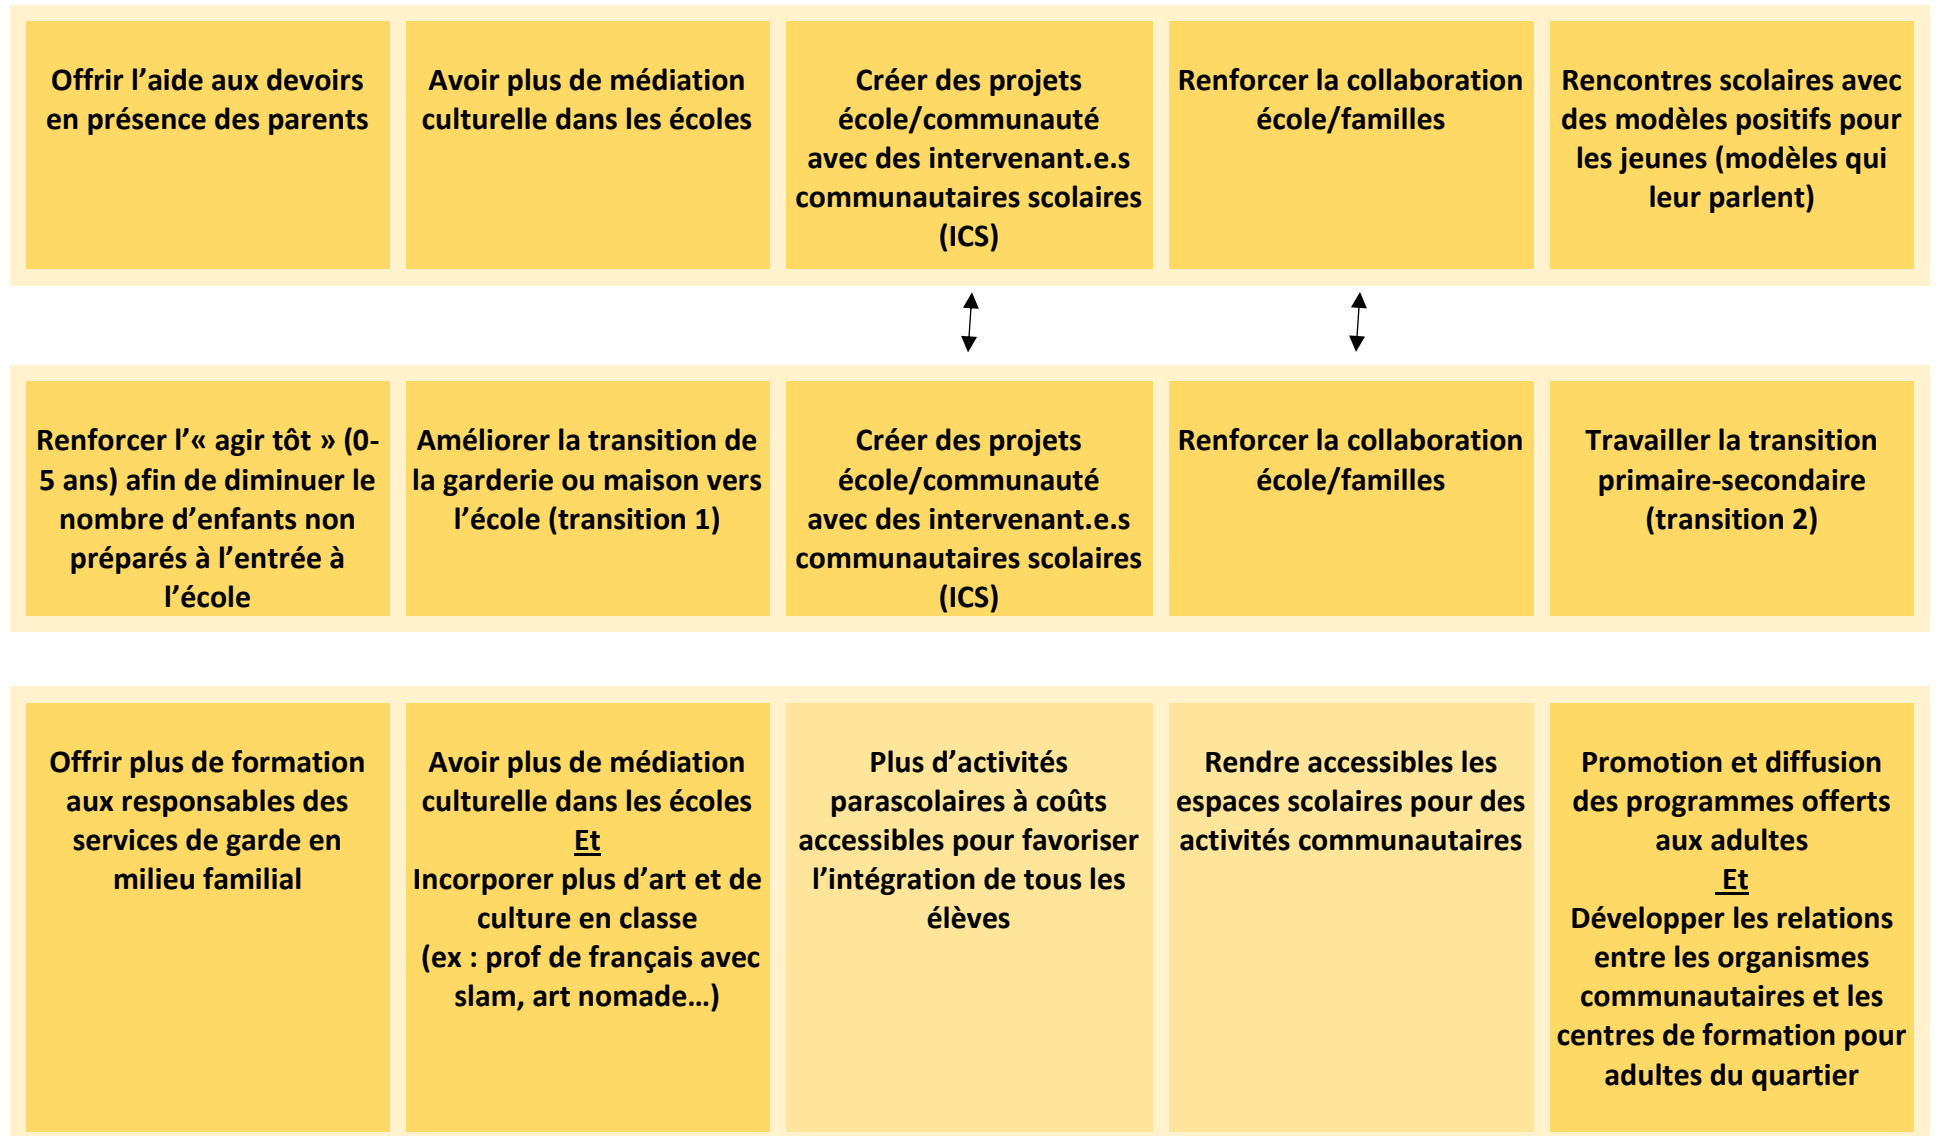 Offrir l’aide aux devoirs
en présence des parents
Avoir plus de médiation
culturelle dans les écoles
Créer des projets
école/communauté
avec des intervenant.e.s
communautaires scolaires
(ICS)
Renforcer la collaboration
école/familles
Rencontres scolaires avec
des modèles positifs pour
les jeunes (modèles qui
leur parlent)
Renforcer l’« agir tôt » (0-
5 ans) afin de diminuer le
nombre d’enfants non
préparés à l’entrée à
l’école
Améliorer la transition de
la garderie ou maison vers
l’école (transition 1)
Créer des projets
école/communauté
avec des intervenant.e.s
communautaires scolaires
(ICS)
Renforcer la collaboration
école/familles
Travailler la transition
primaire-secondaire
(transition 2)
Offrir plus de formation
aux responsables des
services de garde en
milieu familial
Avoir plus de médiation
culturelle dans les écoles
Et
Incorporer plus d’art et de
culture en classe
(ex : prof de français avec
slam, art nomade…)
Plus d’activités
parascolaires à coûts
accessibles pour favoriser
l’intégration de tous les
élèves
Rendre accessibles les
espaces scolaires pour des
activités communautaires
Promotion et diffusion
des programmes offerts
aux adultes
Et
Développer les relations
entre les organismes
communautaires et les
centres de formation pour
adultes du quartier